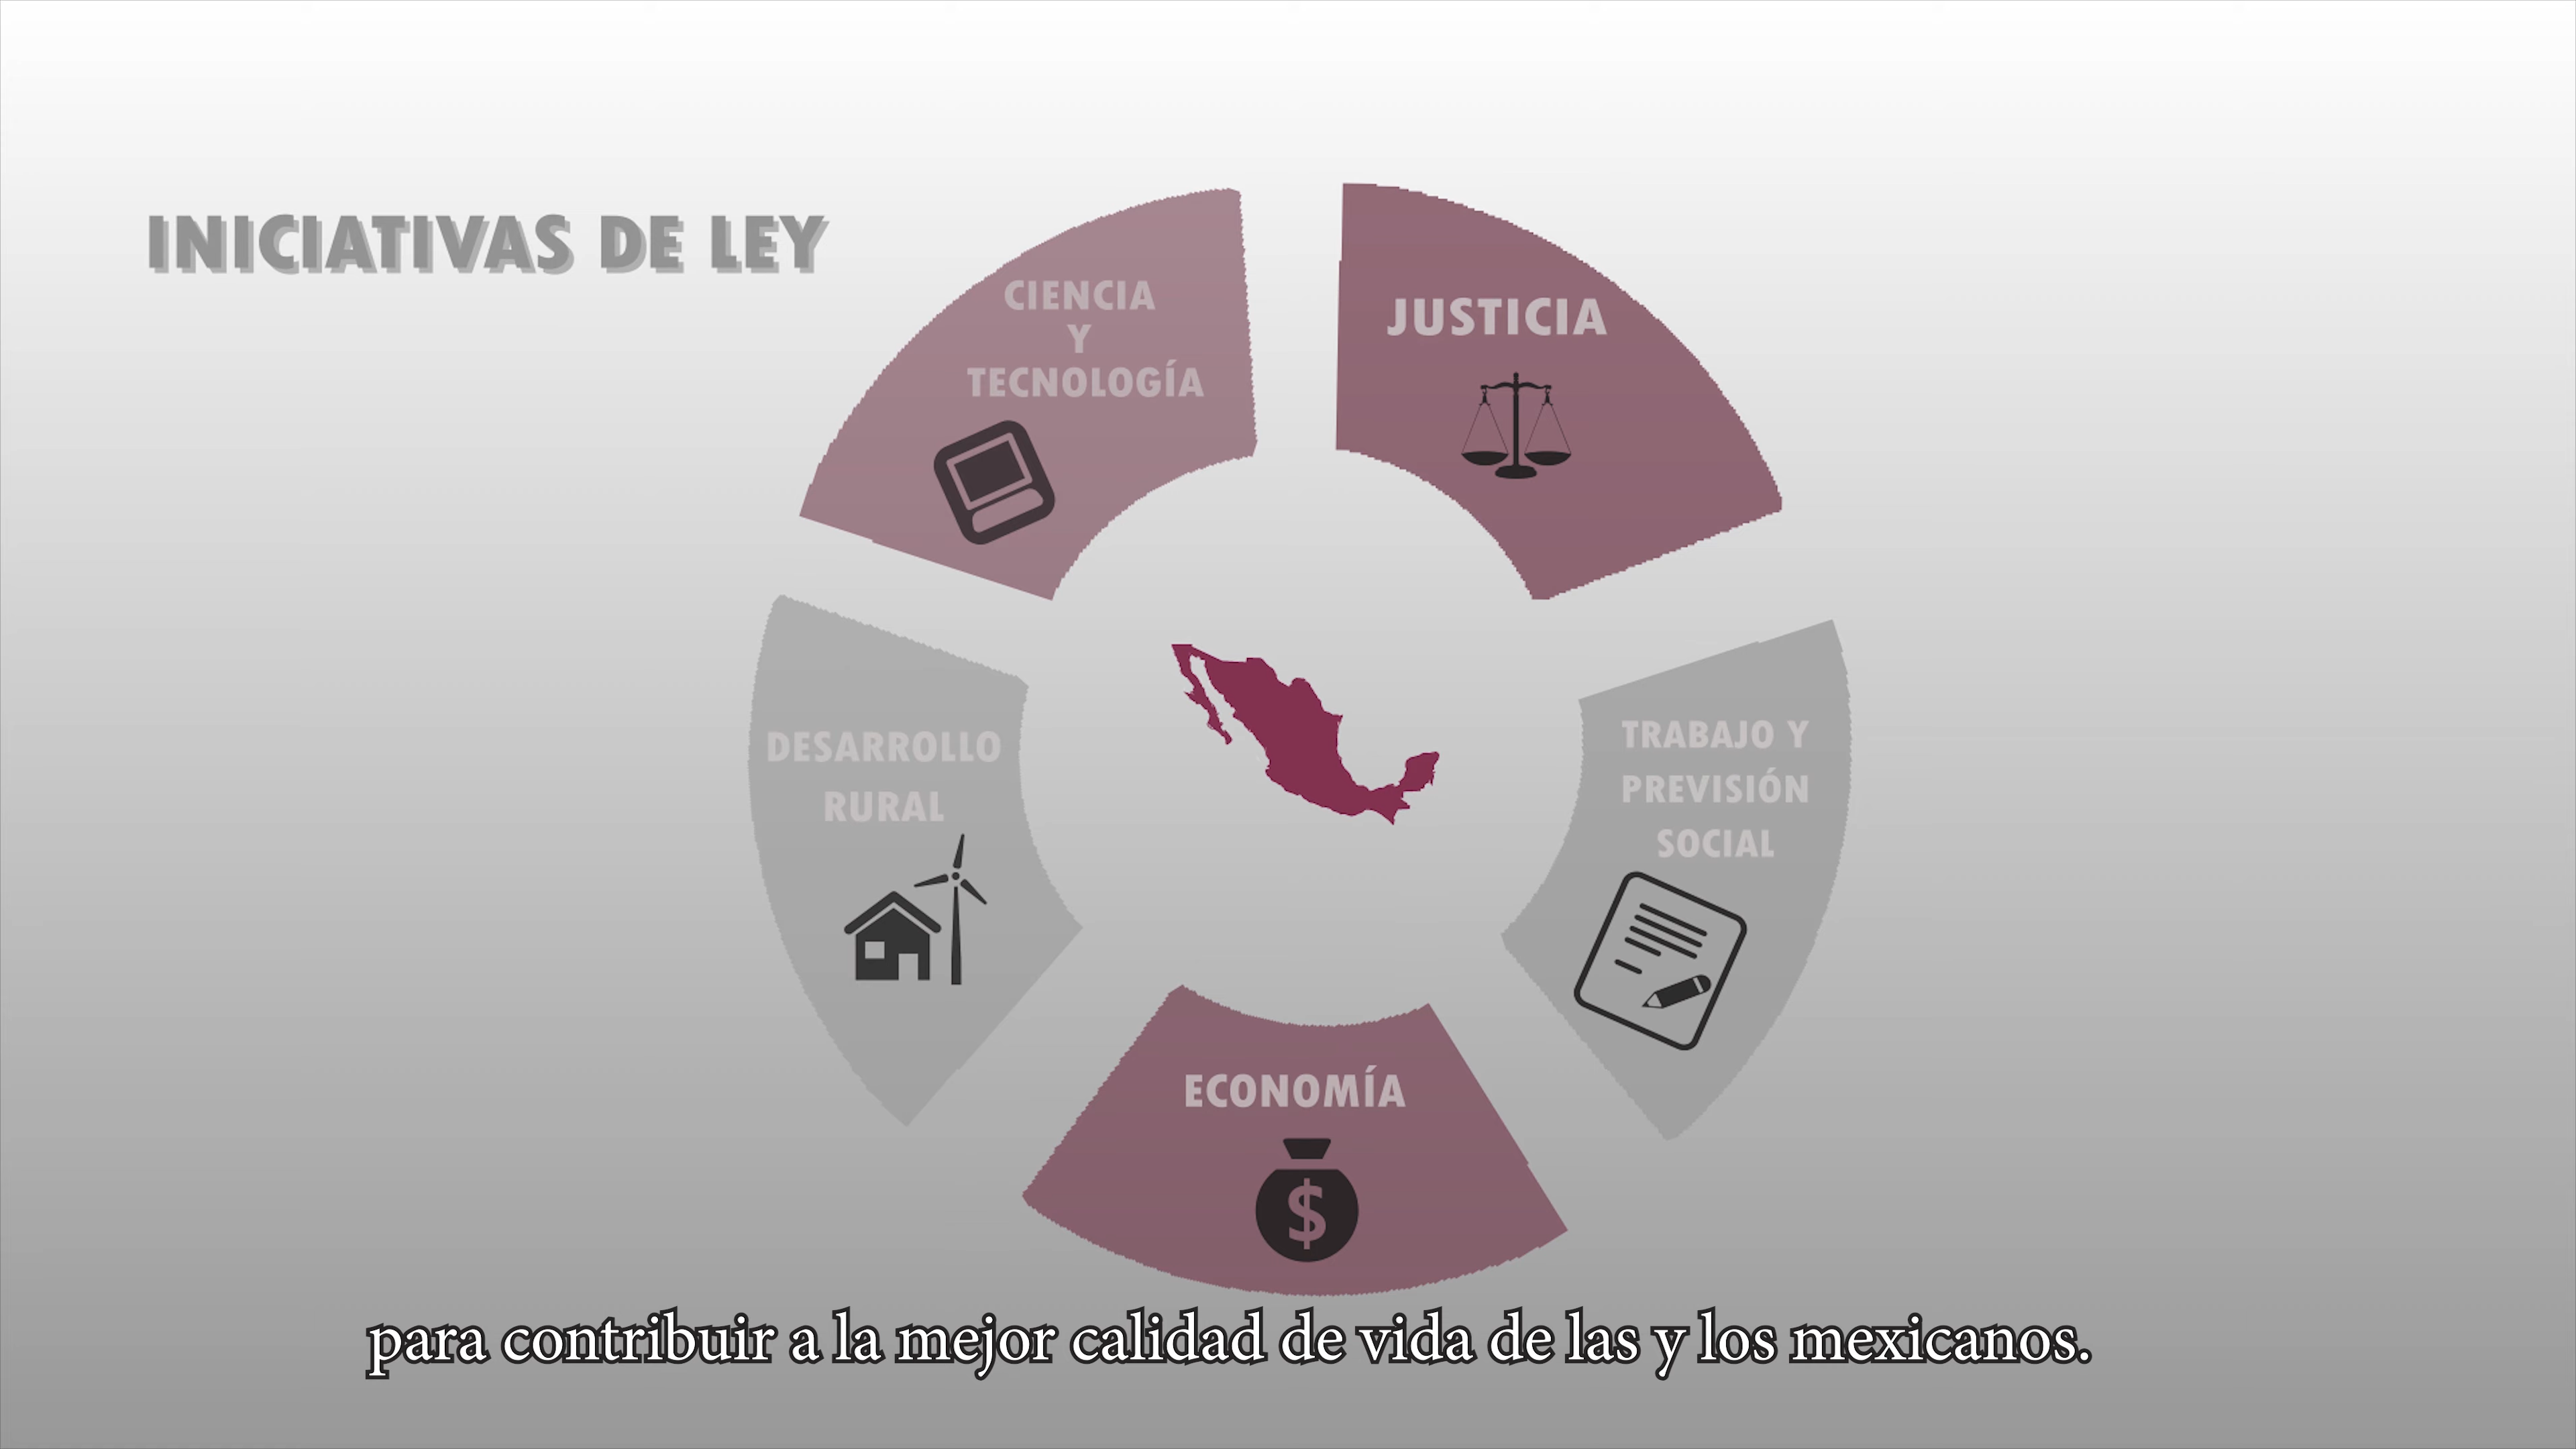 INICIATIVAS DE LEY
CIENCIA
Y
TECNOLOGÍA
JUSTICIA
DESARROLLO
RURAL
TRABAJO Y
PREVISIÓN
SOCIAL
ECONOMÍA
$
para contribuir a la mejor calidad de vida de las y los mexicanos.